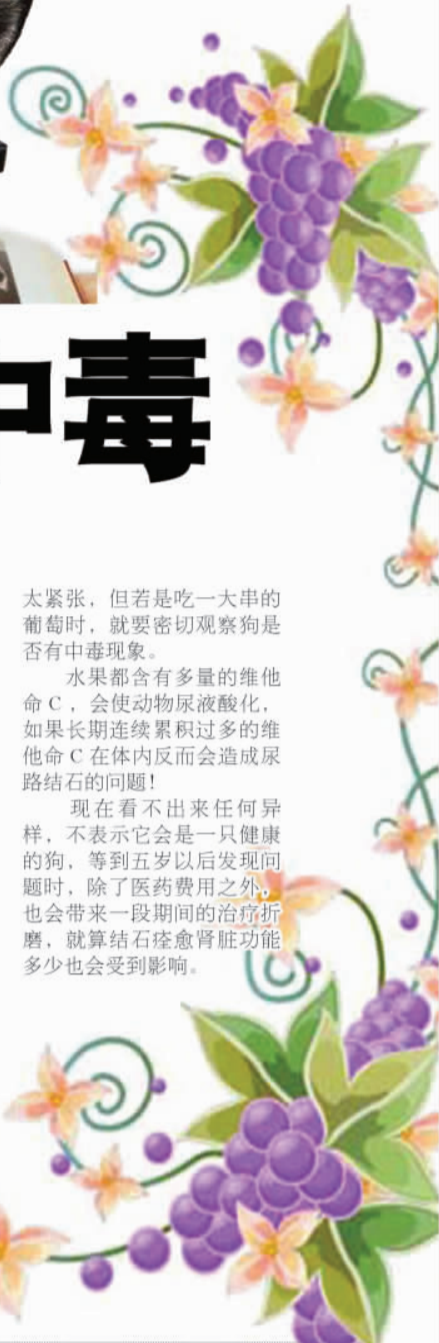 中毒
太紧张，但若是吃一大串的
葡萄时，就要密切观察狗是
否有中毒现象。
水果都含有多量的维他
命C，会使动物尿液酸化，
如果长期连续累积过多的维
他命C在体内反而会造成尿
路结石的问题！
现在看不出来任何异
样，不表示它会是一只健康
的狗，等到五岁以后发现问
题时，除了医药费用之外，
也会带来一段期间的治疗折
磨，就算结石痊愈肾脏功能
多少也会受到影响。